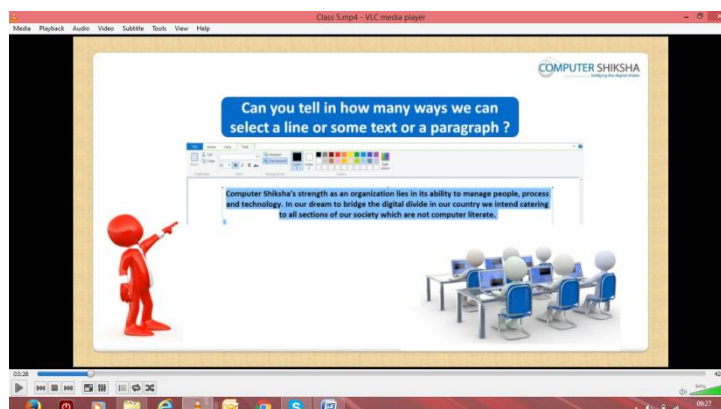 Class 5.mp4 - VLC media player
Media Playback Audio Video Subtitle Tools View Help
COMPUTER SHIKSHA
bridging the digital divide
Can you tell in how many ways we can
select a line or some text or a paragraph ?
Computer Shiksha's strength as an organization lies in its ability to manage people, process
and technology. In our dream to bridge the digital divide in our country we intend catering
to all sections of our society which are not computer literate.
03:28
09:27